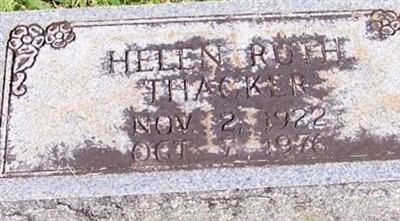 HELEN RUTH
THACKER
NOV. 2, 1922
OCT. 7, 1976